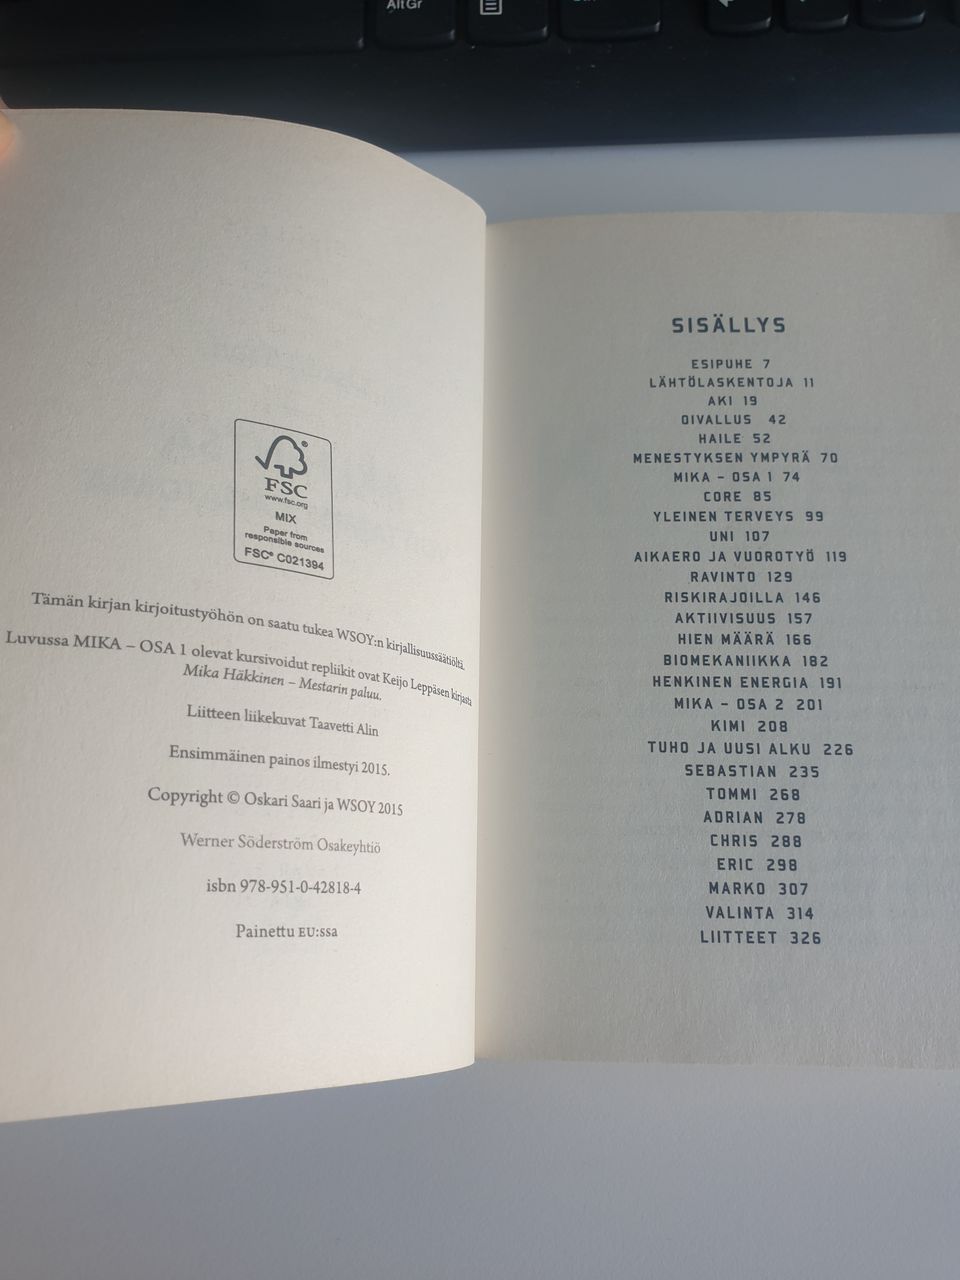 Alt Gr
FSC
www.fsc.org
MIX
Paper from
responsible sources
FSC® C021394
Tämän kirjan kirjoitustyöhön on saatu tukea WSOY:n kirjallisuussäätiöltä.
Luvussa MIKA – OSA 1 olevat kursivoidut repliikit ovat Keijo Leppäsen kirjasta
Mika Häkkinen – Mestarin paluu.
Liitteen liikekuvat Taavetti Alin
Ensimmäinen painos ilmestyi 2015.
Copyright © Oskari Saari ja WSOY 2015
Werner Söderström Osakeyhtiö
isbn 978-951-0-42818-4
Painettu EU:ssa
SISÄLLYS
ESIPUHE 7
LÄHTÖLASKENTOJA 11
AKI 19
OIVALLUS 42
HAILE 52
MENESTYKSEN YMPYRÄ 70
MIKA – OSA 1 74
CORE 85
YLEINEN TERVEYS 99
UNI 107
AIKAERO JA VUOROTYÖ 119
RAVINTO 129
RISKIRAJOILLA 146
AKTIIVISUUS 157
HIEN MÄÄRÄ 166
BIOMEKANIIKKA 182
HENKINEN ENERGIA 191
MIKA – OSA 2 201
KIMI 208
TUHO JA UUSI ALKU 226
SEBASTIAN 235
TOMMI 268
ADRIAN 278
CHRIS 288
ERIC 298
MARKO 307
VALINTA 314
LIITTEET 326